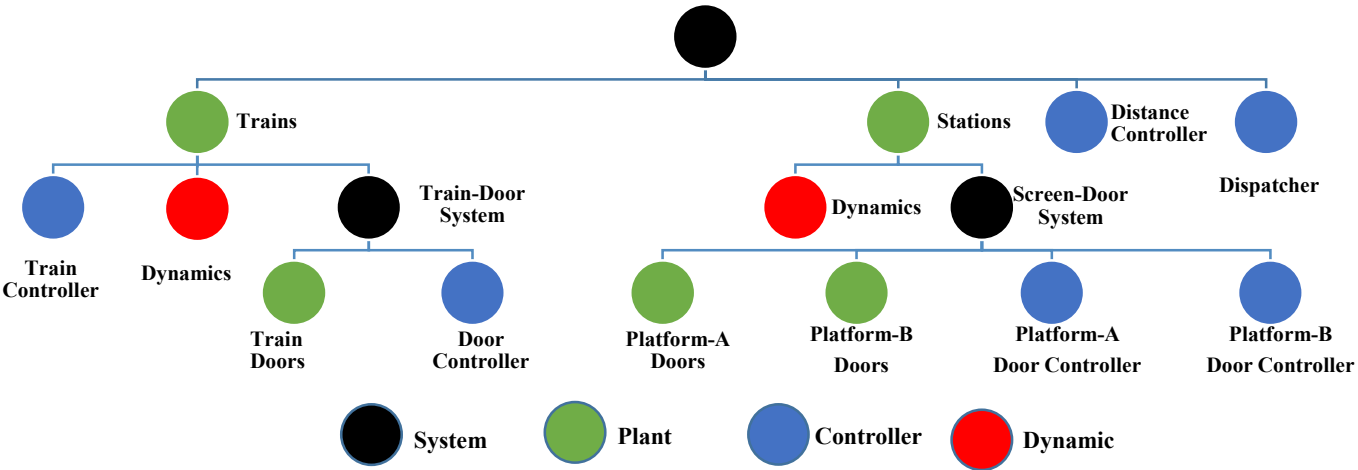 Trains
Stations
Distance
Controller
Dispatcher
Train-Door
System
Dynamics
Screen-Door
System
Train
Controller
Dynamics
Train
Doors
Door
Controller
Platform-A
Doors
Platform-B
Doors
Platform-A
Door Controller
Platform-B
Door Controller
System
Plant
Controller
Dynamic